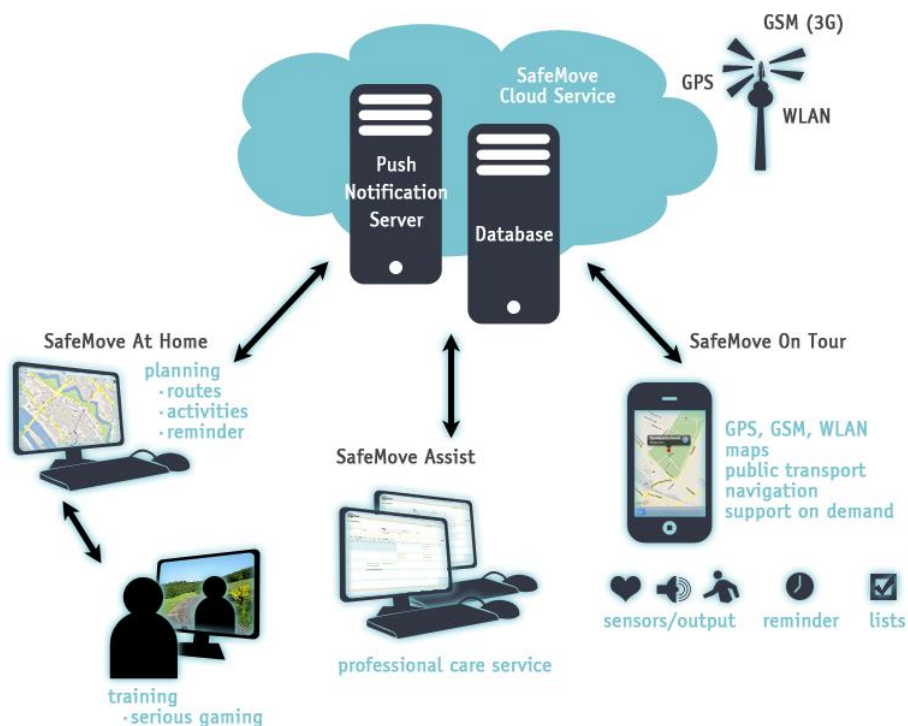 GSM (3G)
GPS
WLAN
SafeMove
Cloud Service
Push
Notification
Server
Database
SafeMove At Home
planning
· routes
· activities
· reminder
SafeMove Assist
professional care service
SafeMove On Tour
GPS, GSM, WLAN
maps
public transport
navigation
support on demand
sensors/output
reminder
lists
training
· serious gaming